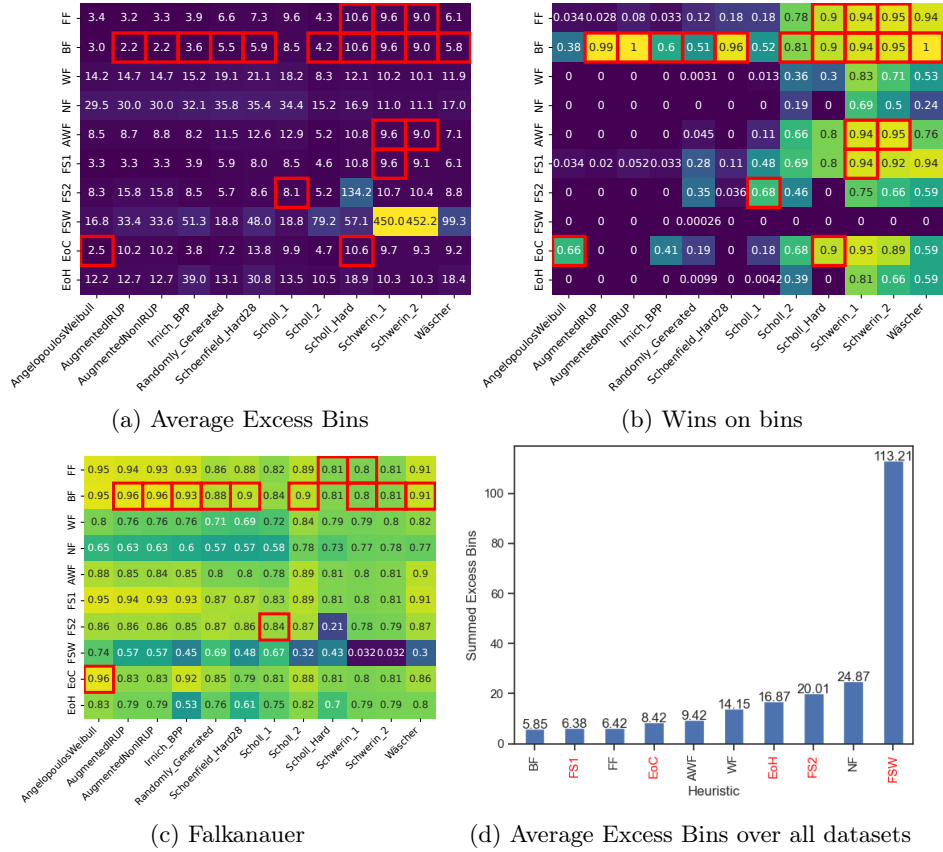 FF 3.4 3.2 3.3 3.9 6.6 7.3 9.6 4.3 10.6 9.6 9.0 6.1
BF 3.0 2.2 2.2 3.6 5.5 5.9 8.5 4.2 10.6 9.6 9.0 5.8
WF 14.2 14.7 14.7 15.2 19.1 21.1 18.2 8.3 12.1 10.2 10.1 11.9
NF 29.5 30.0 30.0 32.1 35.8 35.4 34.4 15.2 16.9 11.0 11.1 17.0
AWF 8.5 8.7 8.8 8.2 11.5 12.6 12.9 5.2 10.8 9.6 9.0 7.1
FS1 3.3 3.3 3.3 3.9 5.9 8.0 8.5 4.6 10.8 9.6 9.1 6.1
FS2 8.3 15.8 15.8 8.5 5.7 8.6 8.1 5.2 134.2 10.7 10.4 8.8
FSW 16.8 33.4 33.6 51.3 18.8 48.0 18.8 79.2 57.1 450.0 452.2 99.3
EoC 2.5 10.2 10.2 3.8 7.2 13.8 9.9 4.7 10.6 9.7 9.3 9.2
EoH 12.2 12.7 12.7 39.0 13.1 30.8 13.5 10.5 18.9 10.3 10.3 18.4
AngelopoulosWeibull
AugmentedIRUP
AugmentedNonIRUP
Irnich_BPP
Randomly_Generated
Schoenfield_Hard28
Scholl_1
Scholl_2
Scholl_Hard
Schwerin_1
Schwerin_2
Wäscher
(a) Average Excess Bins
FF 0.034 0.028 0.08 0.033 0.12 0.18 0.18 0.78 0.9 0.94 0.95 0.94
BF 0.38 0.99 1 0.6 0.51 0.96 0.52 0.81 0.9 0.94 0.95 1
WF 0 0 0 0 0.0031 0 0.013 0.36 0.3 0.83 0.71 0.53
NF 0 0 0 0 0 0 0 0.19 0 0.69 0.5 0.24
AWF 0 0 0 0 0.045 0 0.11 0.66 0.8 0.94 0.95 0.76
FS1 0.034 0.02 0.052 0.033 0.28 0.11 0.48 0.69 0.8 0.94 0.92 0.94
FS2 0 0 0 0 0.35 0.036 0.68 0.46 0 0.75 0.66 0.59
FSW 0 0 0 0 0.00026 0 0 0 0 0 0 0
EoC 0.66 0 0 0.41 0.19 0 0.18 0.68 0.9 0.93 0.89 0.59
EoH 0 0 0 0 0.0099 0 0.0042 0.39 0 0.81 0.66 0.59
AngelopoulosWeibull
AugmentedIRUP
AugmentedNonIRUP
Irnich_BPP
Randomly_Generated
Schoenfield_Hard28
Scholl_1
Scholl_2
Scholl_Hard
Schwerin_1
Schwerin_2
Wäscher
(b) Wins on bins
FF 0.95 0.94 0.93 0.93 0.86 0.88 0.82 0.89 0.81 0.8 0.81 0.91
BF 0.95 0.96 0.96 0.93 0.88 0.9 0.84 0.9 0.81 0.8 0.81 0.91
WF 0.8 0.76 0.76 0.76 0.71 0.69 0.72 0.84 0.79 0.79 0.8 0.82
NF 0.65 0.63 0.63 0.6 0.57 0.57 0.58 0.78 0.73 0.78 0.77 0.77
AWF 0.88 0.85 0.84 0.85 0.8 0.8 0.78 0.88 0.81 0.8 0.81 0.9
FS1 0.95 0.94 0.93 0.93 0.87 0.87 0.83 0.89 0.81 0.8 0.81 0.91
FS2 0.86 0.86 0.86 0.85 0.87 0.86 0.84 0.87 0.21 0.78 0.79 0.87
FSW 0.74 0.57 0.57 0.45 0.69 0.48 0.67 0.32 0.43 0.032 0.032 0.3
EoC 0.96 0.83 0.83 0.92 0.85 0.79 0.81 0.88 0.81 0.8 0.81 0.86
EoH 0.83 0.79 0.79 0.53 0.76 0.61 0.75 0.82 0.7 0.79 0.79 0.8
AngelopoulosWeibull
AugmentedIRUP
AugmentedNonIRUP
Irnich_BPP
Randomly_Generated
Schoenfield_Hard28
Scholl_1
Scholl_2
Scholl_Hard
Schwerin_1
Schwerin_2
Wäscher
(c) Falkanauer
Summed Excess Bins
100
80
60
40
20
0
5.85 6.38 6.42 8.42 9.42 14.15 16.87 20.01 24.87 113.21
BF FS1 FF EoC AWF WF EoH FS2 NF FSW
Heuristic
(d) Average Excess Bins over all datasets